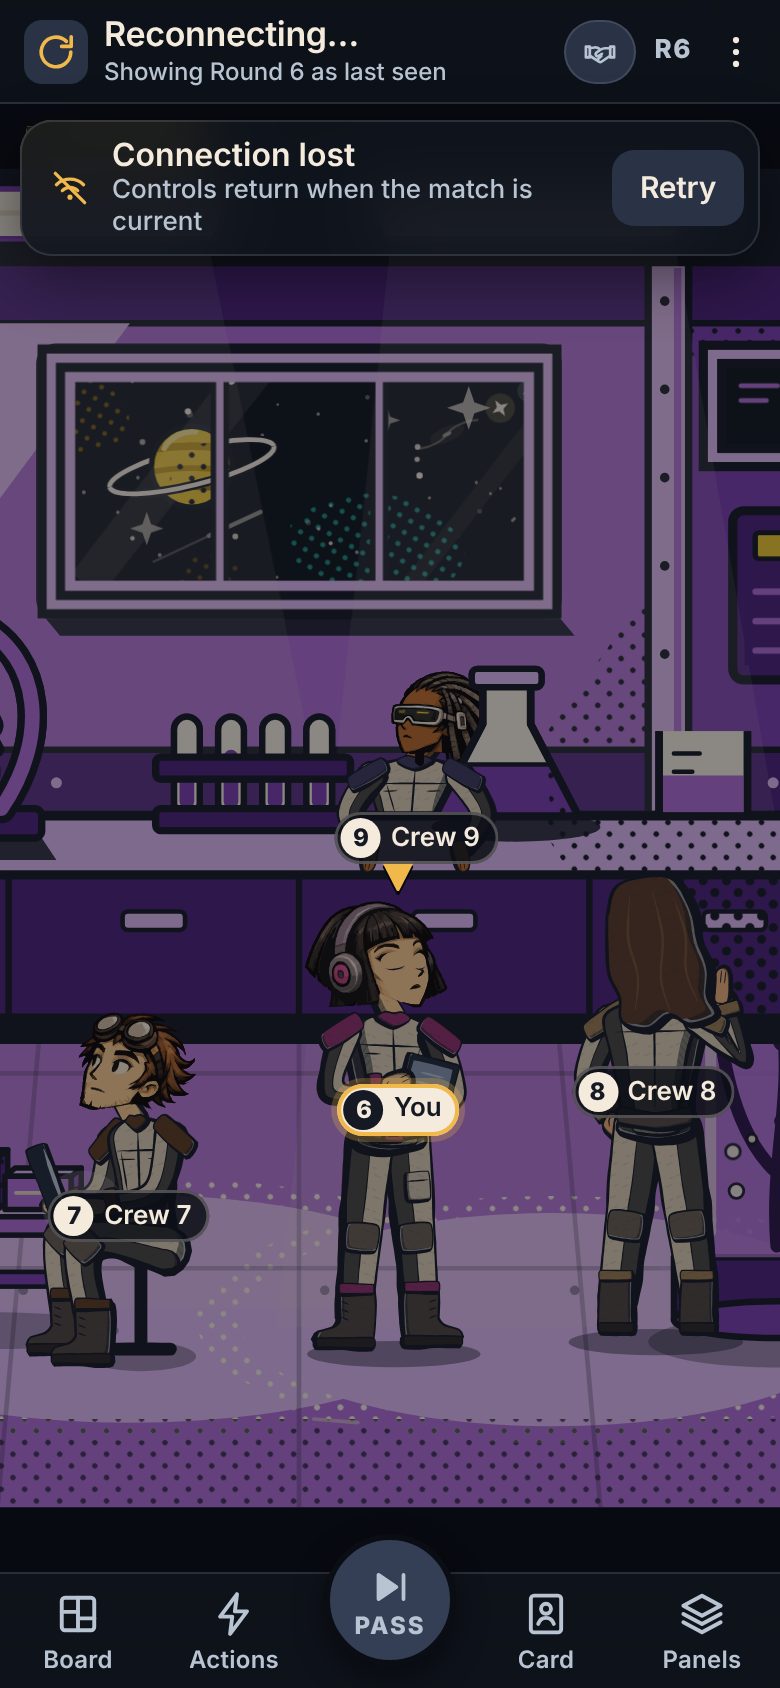 Reconnecting...
Showing Round 6 as last seen
R6
Connection lost
Controls return when the match is
current
Retry
9 Crew 9
6 You
8 Crew 8
7 Crew 7
PASS
Board
Actions
Card
Panels